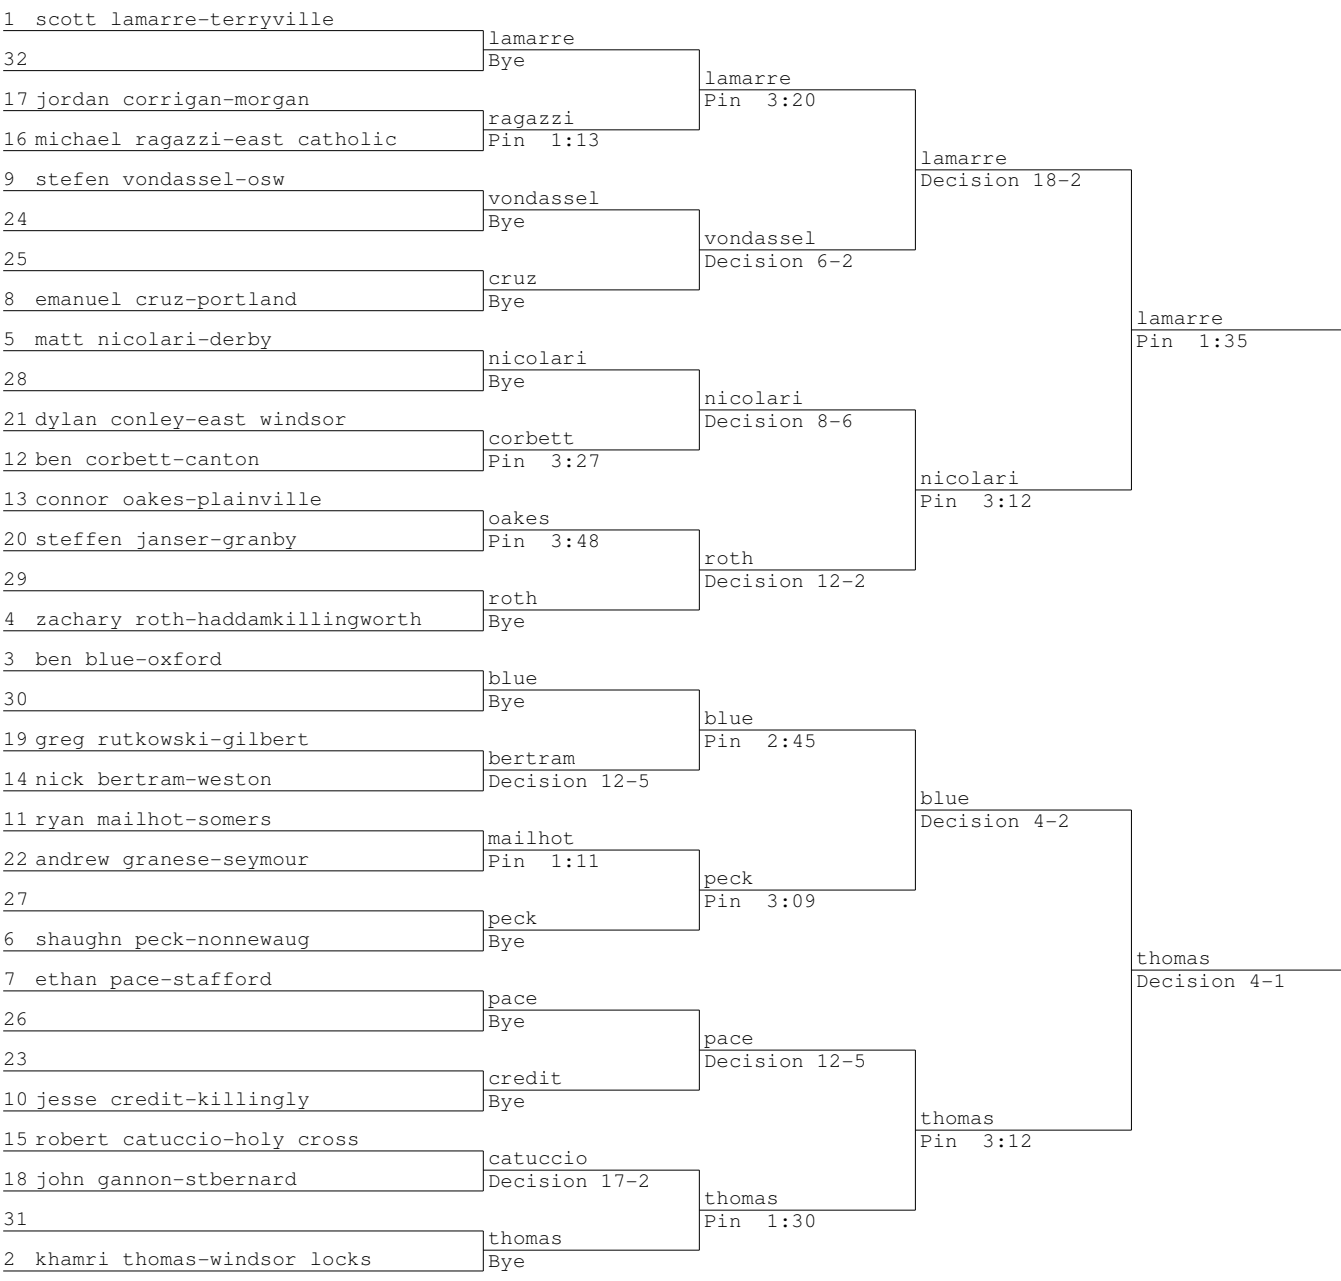 1 scott lamarre-terryville
lamarre
32
Bye
lamarre
17 jordan corrigan-morgan
Pin 3:20
ragazzi
16 michael ragazzi-east catholic
Pin 1:13
lamarre
9 stefen vondassel-osw
Decision 18-2
vondassel
24
Bye
vondassel
25
Decision 6-2
cruz
8 emanuel cruz-portland
Bye
lamarre
5 matt nicolari-derby
Pin 1:35
nicolari
28
Bye
nicolari
21 dylan conley-east windsor
Decision 8-6
corbett
12 ben corbett-canton
Pin 3:27
nicolari
13 connor oakes-plainville
Pin 3:12
oakes
20 steffen janser-granby
Pin 3:48
roth
29
Decision 12-2
roth
4 zachary roth-haddamkillingworth
Bye
3 ben blue-oxford
blue
30
Bye
blue
19 greg rutkowski-gilbert
Pin 2:45
bertram
14 nick bertram-weston
Decision 12-5
blue
11 ryan mailhot-somers
Decision 4-2
mailhot
22 andrew granese-seymour
Pin 1:11
peck
27
Pin 3:09
peck
6 shaughn peck-nonnewaug
Bye
thomas
7 ethan pace-stafford
Decision 4-1
pace
26
Bye
pace
23
Decision 12-5
credit
10 jesse credit-killingly
Bye
thomas
15 robert catuccio-holy cross
Pin 3:12
catuccio
18 john gannon-stbernard
Decision 17-2
thomas
31
Pin 1:30
thomas
2 khamri thomas-windsor locks
Bye